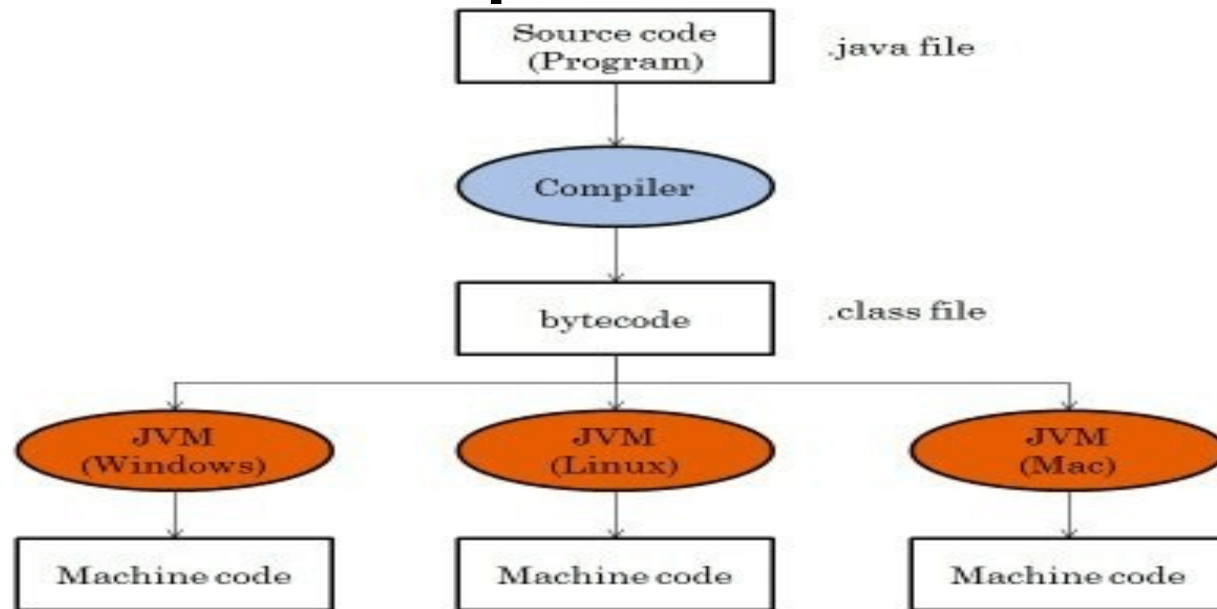 Source code
(Program)
.java file
Compiler
bytecode
.class file
JVM
(Windows)
JVM
(Linux)
JVM
(Mac)
Machine code
Machine code
Machine code